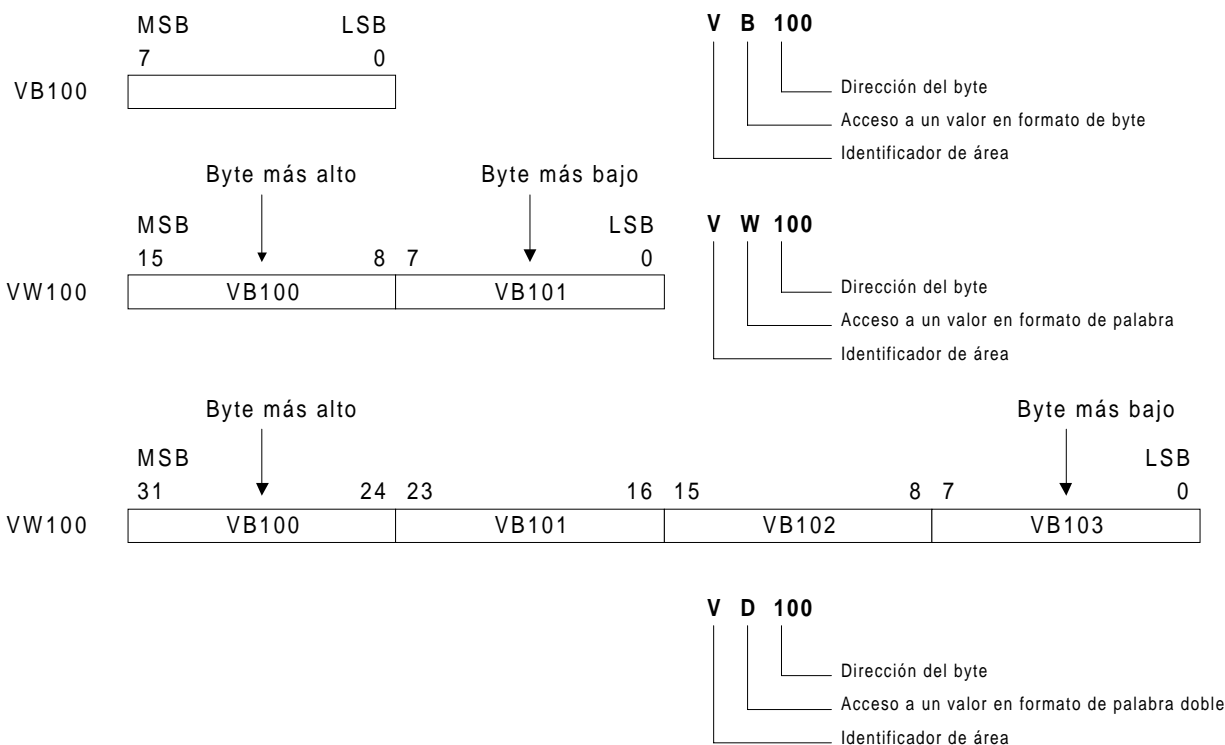 MSB LSB
7 0
VB100
V B 100
Dirección del byte
Acceso a un valor en formato de byte
Identificador de área
Byte más alto Byte más bajo
MSB LSB
15 8 7 0
VW100 VB100 VB101
V W 100
Dirección del byte
Acceso a un valor en formato de palabra
Identificador de área
Byte más alto Byte más bajo
MSB LSB
31 24 23 16 15 8 7 0
VW100 VB100 VB101 VB102 VB103
V D 100
Dirección del byte
Acceso a un valor en formato de palabra doble
Identificador de área